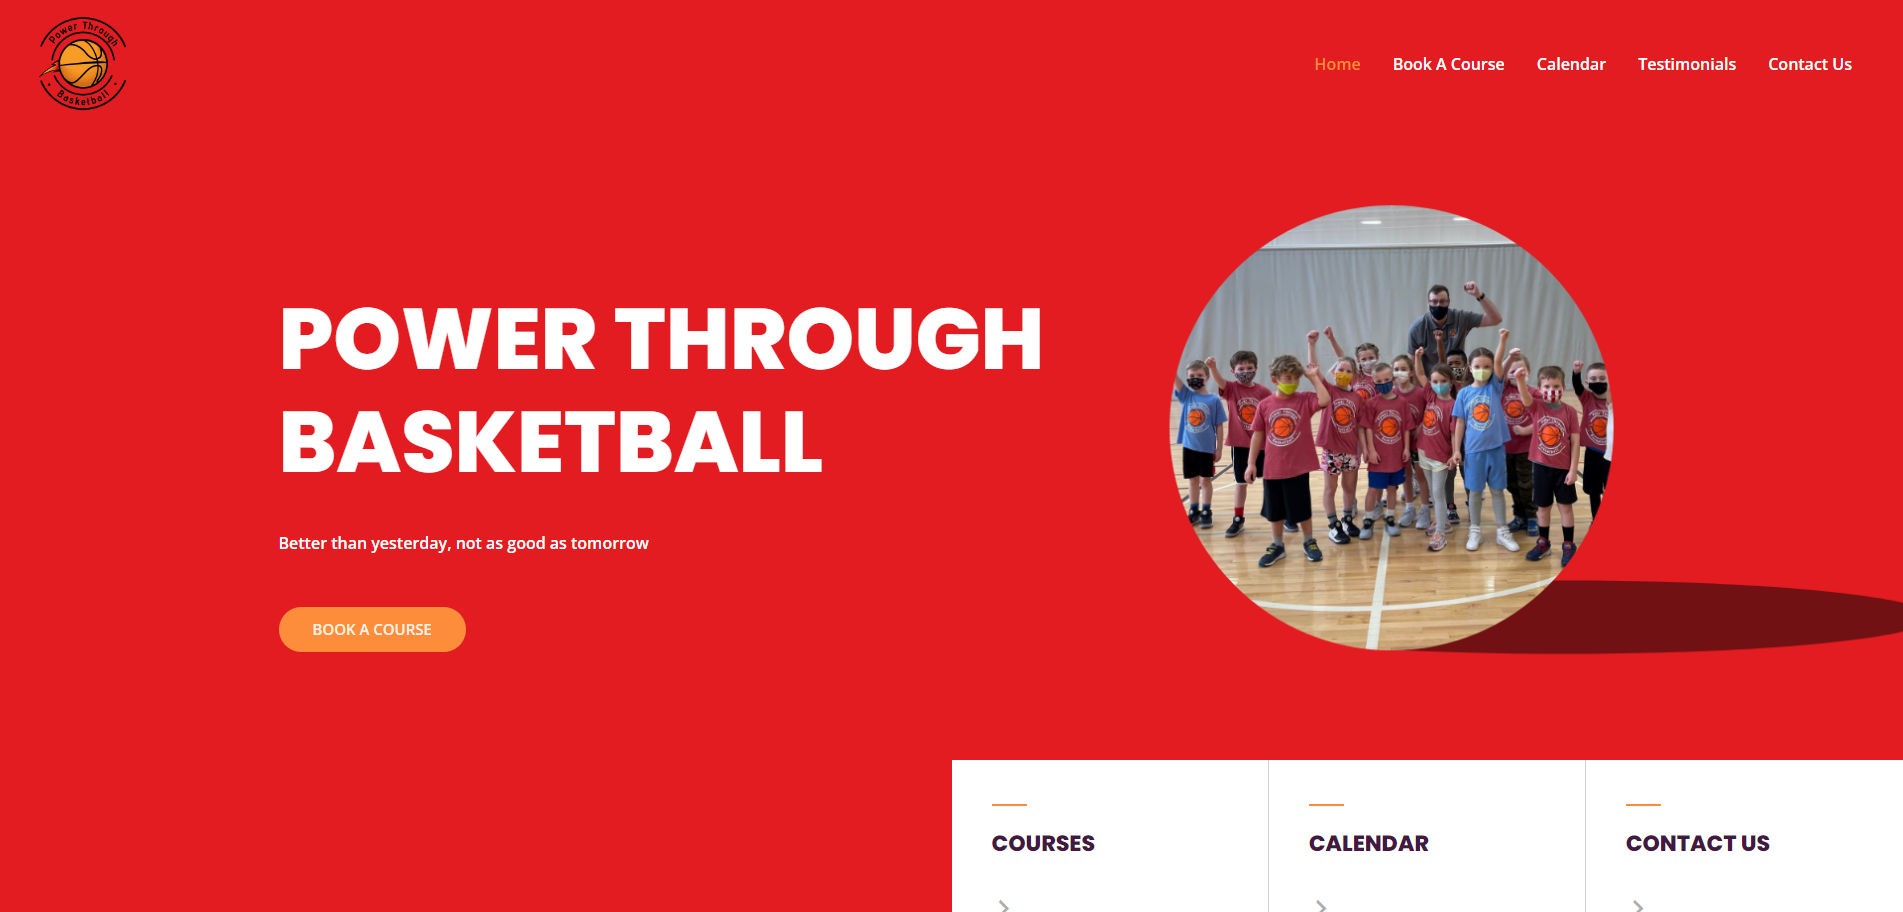 Power Through
Basketball
Home
Book A Course
Calendar
Testimonials
Contact Us
POWER THROUGH
BASKETBALL
Better than yesterday, not as good as tomorrow
BOOK A COURSE
COURSES
CALENDAR
CONTACT US